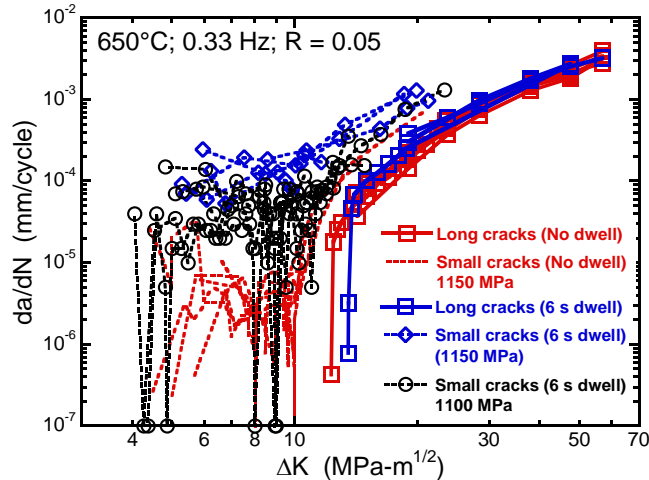 650°C; 0.33 Hz, R = 0.05
da/dN (mm/cycle)
10⁻²
10⁻³
10⁻⁴
10⁻⁵
10⁻⁶
10⁻⁷
Long cracks (No dwell)
Small cracks (No dwell)
1150 MPa
Long cracks (6 s dwell)
Small cracks (6 s dwell)
(1150 MPa)
Small cracks (6 s dwell)
1100 MPa
4 6 8 10 30 50 70
ΔK (MPa-m¹/²)